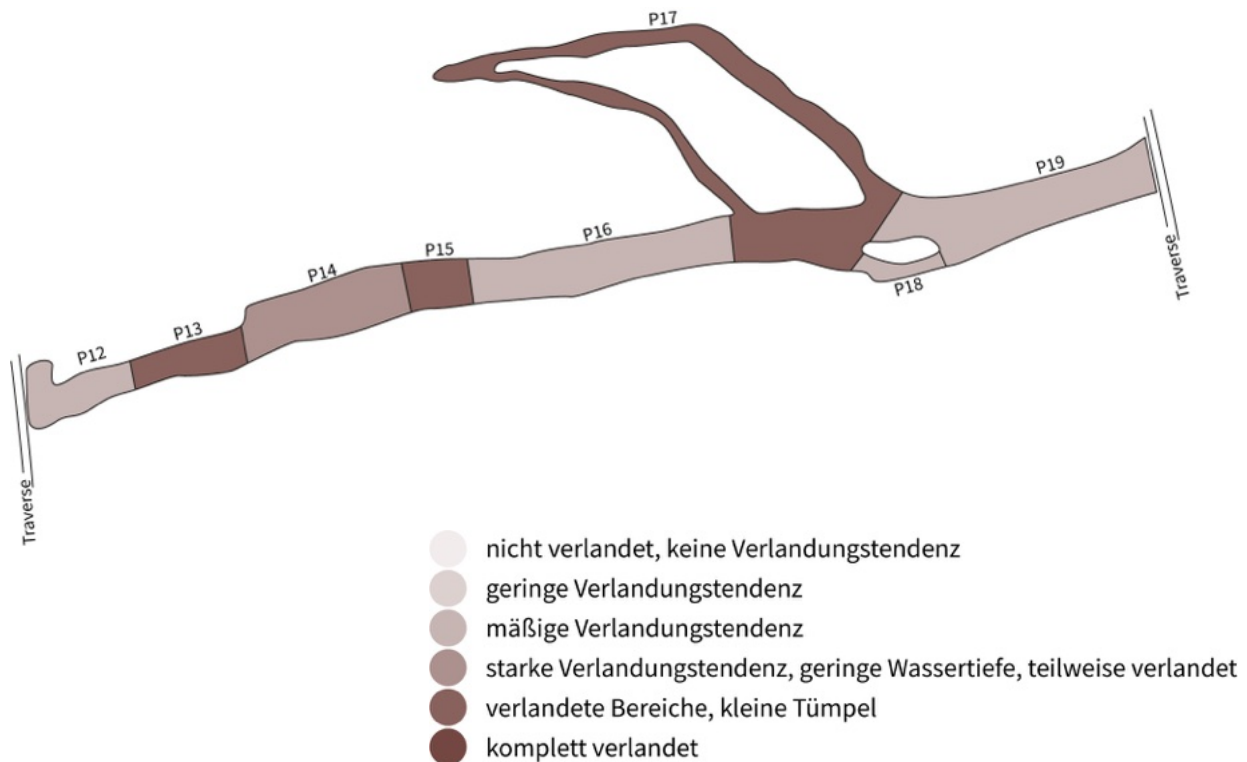 P17
P19
P16
P15
P14
P18
P13
P12
Traverse
Traverse
nicht verlandet, keine Verlandungstendenz
geringe Verlandungstendenz
mäßige Verlandungstendenz
starke Verlandungstendenz, geringe Wassertiefe, teilweise verlandet
verlandete Bereiche, kleine Tümpel
komplett verlandet